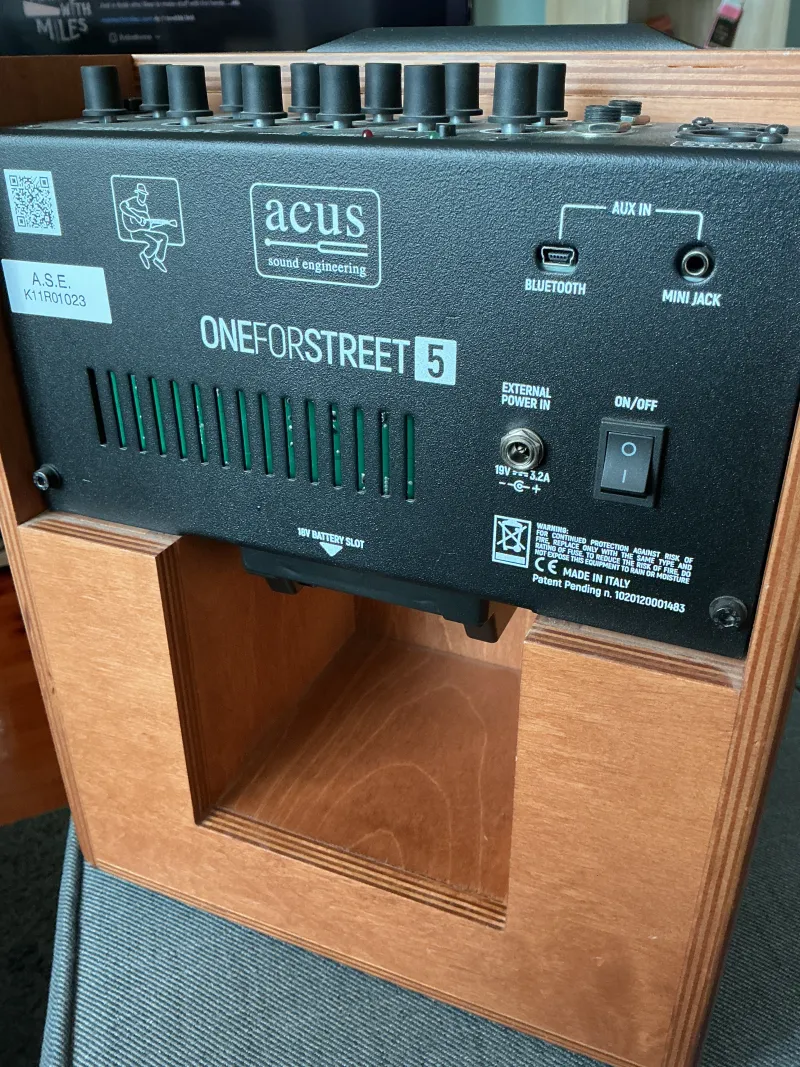 WITH
MILES
acus
sound engineering
A.S.E.
K11R01023
AUX IN
BLUETOOTH
MINI JACK
ONEFORSTREET 5
EXTERNAL
POWER IN
ON/OFF
19V 3.2A
18V BATTERY SLOT
WARNING:
FOR CONTINUED PROTECTION AGAINST RISK OF
FIRE, REPLACE ONLY WITH THE SAME TYPE AND
RATING OF FUSE. TO REDUCE THE RISK OF FIRE, DO
NOT EXPOSE THIS EQUIPMENT TO RAIN OR MOISTURE
CE MADE IN ITALY
Patent Pending n. 1020120001483